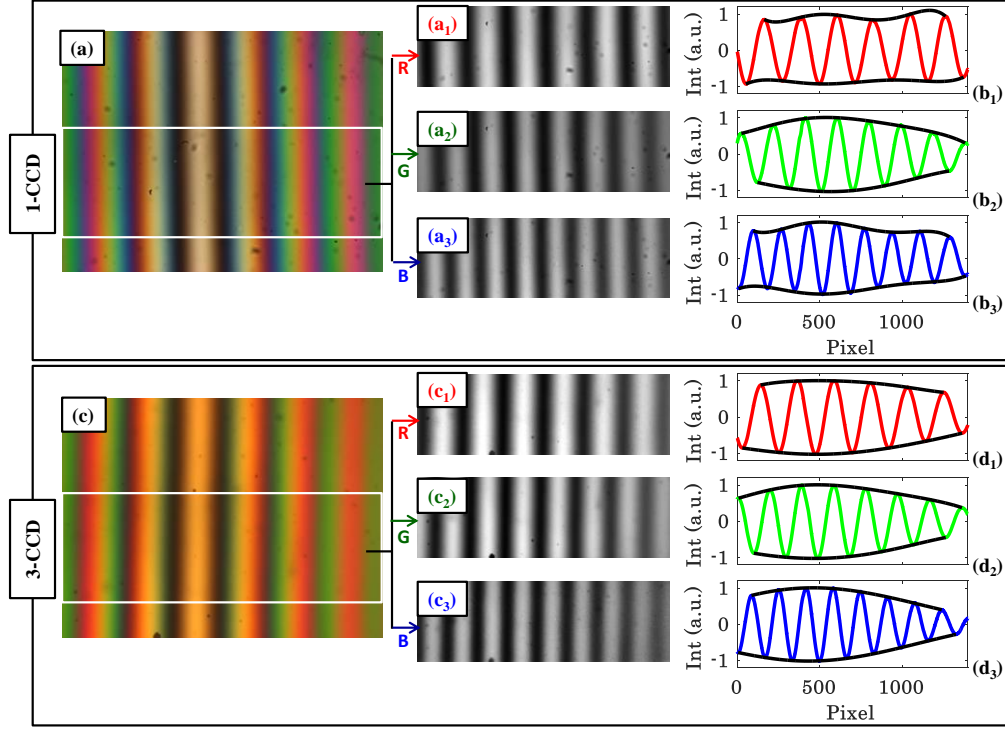 1-CCD
(a)
R
G
B
(a1)
(a2)
(a3)
Int (a.u.)
1
0
-1
(b1)
Int (a.u.)
1
0
-1
(b2)
Int (a.u.)
1
0
-1
(b3)
0 500 1000
Pixel
3-CCD
(c)
R
G
B
(c1)
(c2)
(c3)
Int (a.u.)
1
0
-1
(d1)
Int (a.u.)
1
0
-1
(d2)
Int (a.u.)
1
0
-1
(d3)
0 500 1000
Pixel